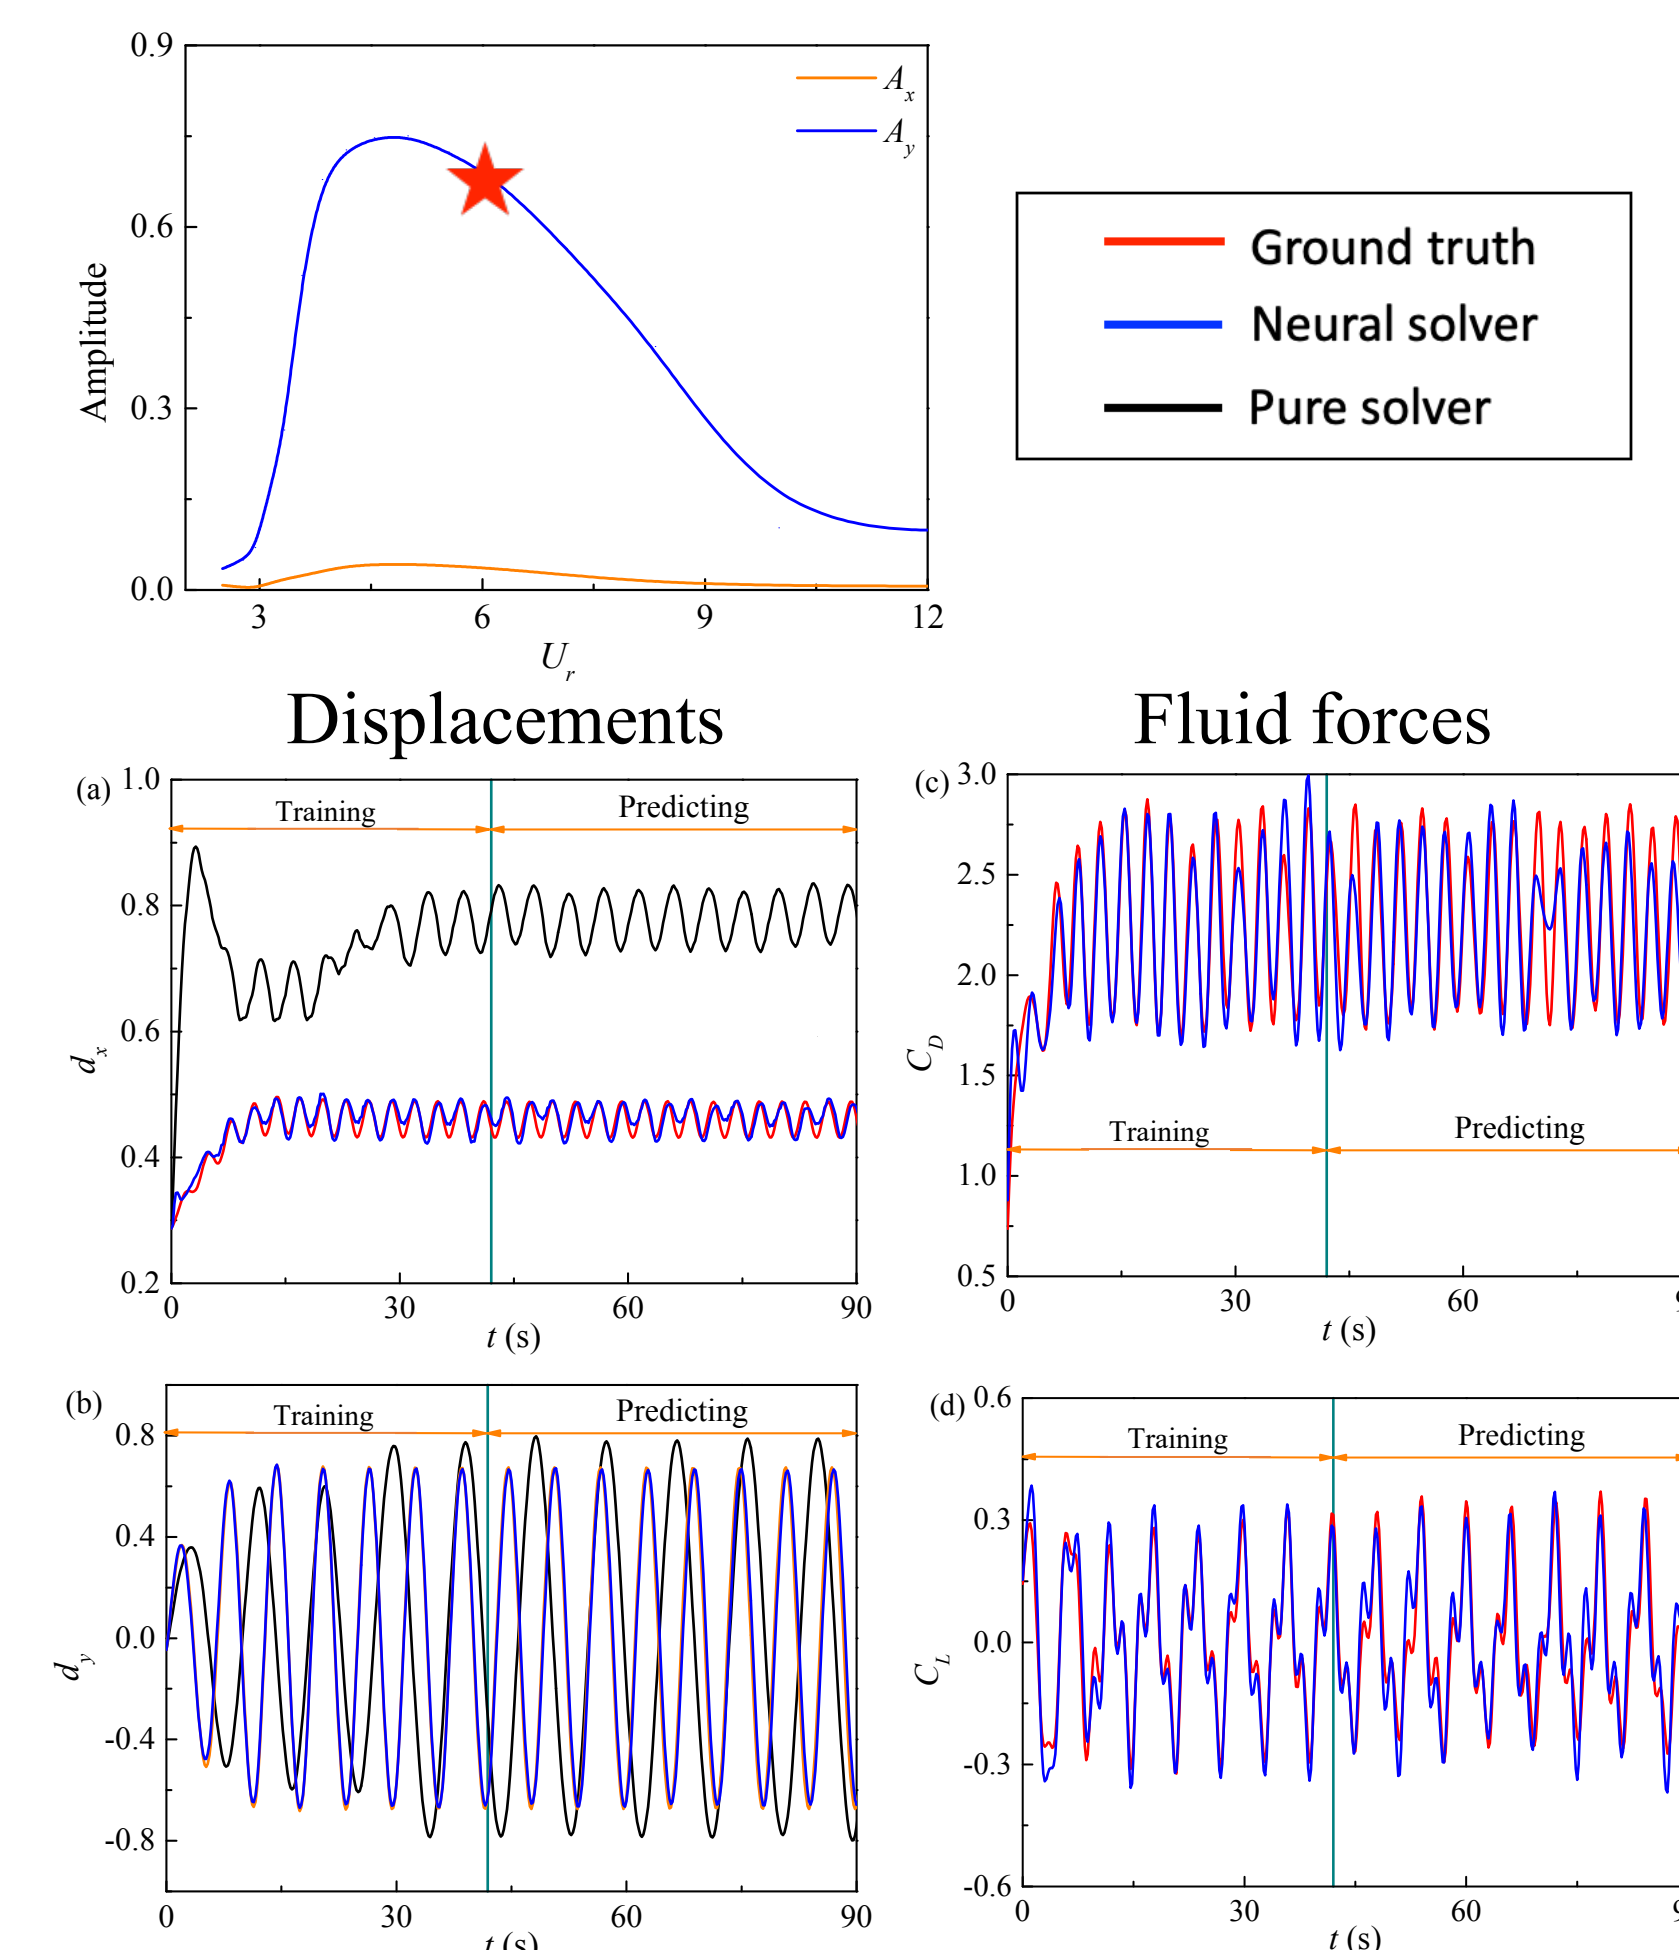 0.9
0.6
0.3
0.0
Amplitude
3 6 9 12
U_r
A_x
A_y
Ground truth
Neural solver
Pure solver
Displacements
Fluid forces
(a)
1.0
0.8
0.6
0.4
0.2
d_x
Training
Predicting
0 30 60 90
t (s)
(c)
3.0
2.5
2.0
1.5
1.0
0.5
C_D
Training
Predicting
0 30 60 9
t (s)
(b)
0.8
0.4
0.0
-0.4
-0.8
d_y
Training
Predicting
0 30 60 90
t (s)
(d)
0.6
0.3
0.0
-0.3
-0.6
C_L
Training
Predicting
0 30 60 9
t (s)